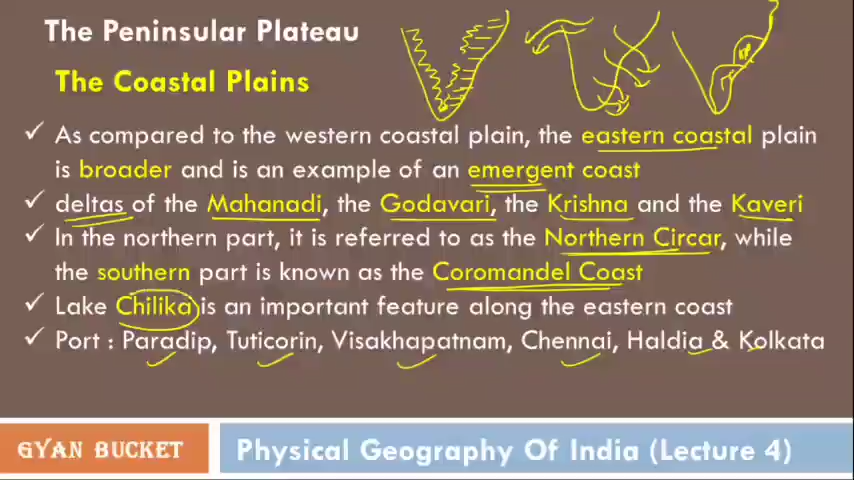 The Peninsular Plateau
The Coastal Plains
✓ As compared to the western coastal plain, the eastern coastal plain
is broader and is an example of an emergent coast
✓ deltas of the Mahanadi, the Godavari, the Krishna and the Kaveri
✓ In the northern part, it is referred to as the Northern Circar, while
the southern part is known as the Coromandel Coast
✓ Lake Chilika is an important feature along the eastern coast
✓ Port : Paradip, Tuticorin, Visakhapatnam, Chennai, Haldia & Kolkata
GYAN BUCKET
Physical Geography Of India (Lecture 4)